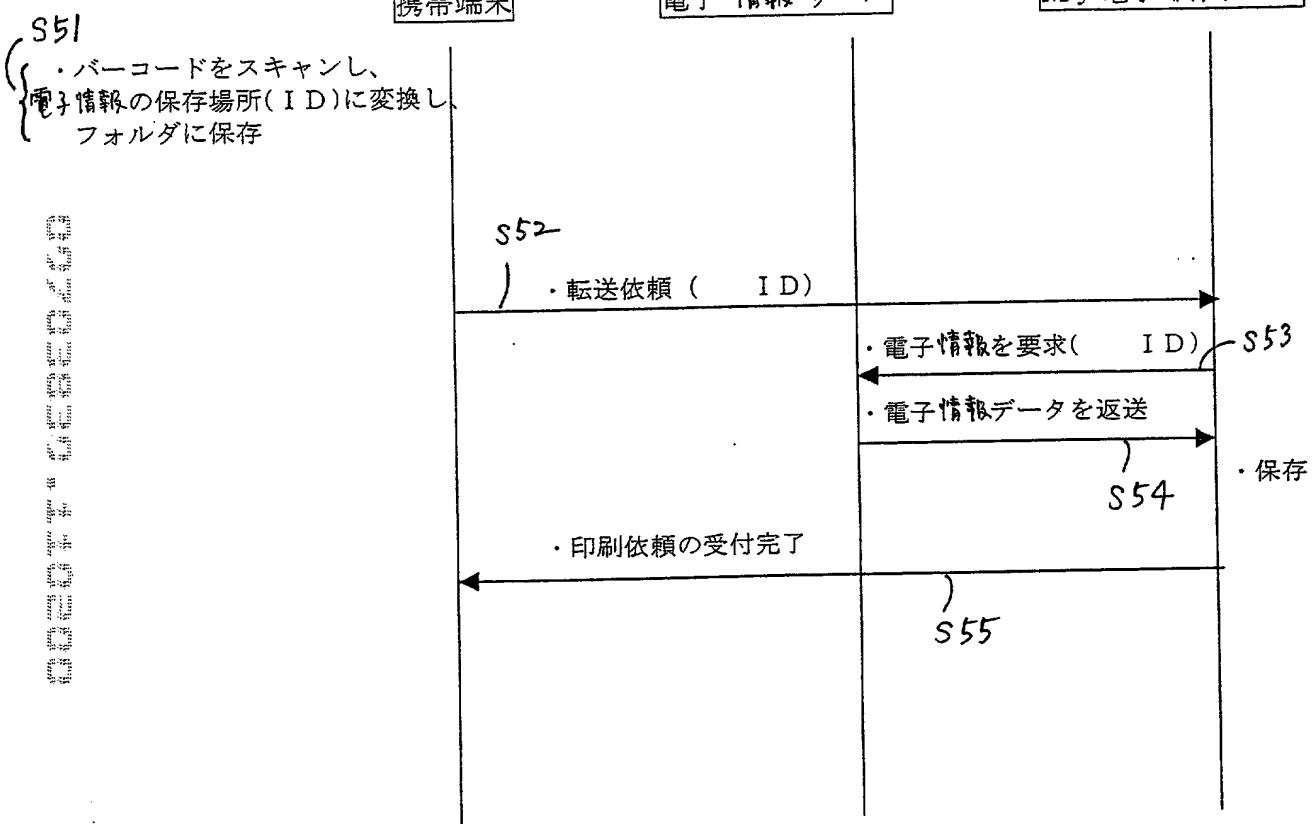 携帯端末
S51
・バーコードをスキャンし、
電子情報の保存場所(ＩＤ)に変換し、
フォルダに保存
S52
・転送依頼（　　ＩＤ）
・電子情報を要求(　　ＩＤ)
S53
・電子情報データを返送
S54
・保存
・印刷依頼の受付完了
S55